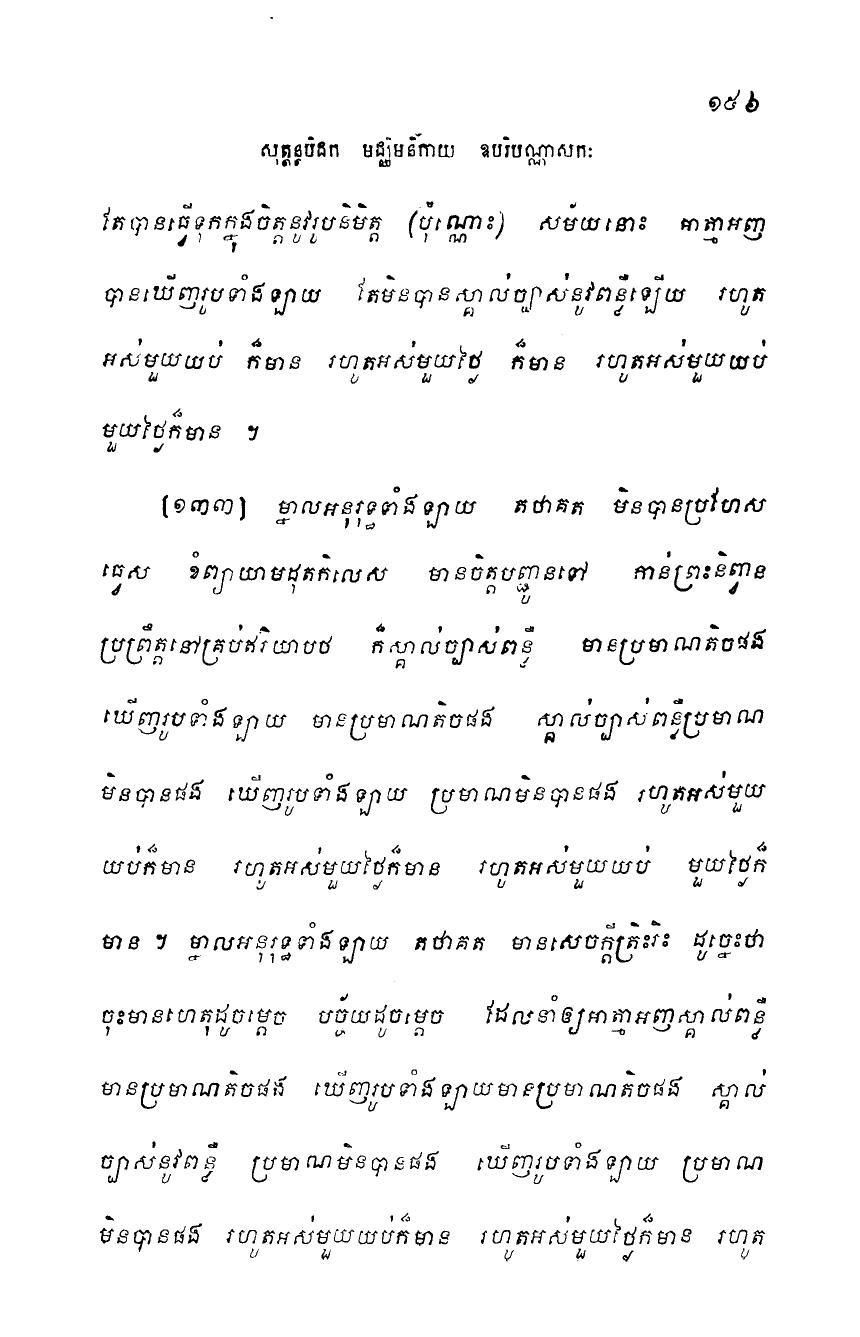 ១៥៦
សុត្តន្តបិដក មជ្ឈិមនិកាយ ឧបរិបណ្ណាសកៈ
តែបានធ្វើទុកក្នុងចិត្តនូវរូបនិមិត្ត (ប៉ុណ្ណោះ) សម័យនោះ អាត្មាអញ
បានឃើញរូបទាំងឡាយ តែមិនបានស្គាល់ច្បាស់នូវពន្លឺឡើយ រហូត
អស់មួយយប់ ក៏មាន រហូតអស់មួយថ្ងៃ ក៏មាន រហូតអស់មួយយប់
មួយថ្ងៃក៏មាន ។
[១៣៣] ម្នាលអនុរុទ្ធទាំងឡាយ តថាគត មិនបានប្រហែស
ធ្វេស ខំព្យាយាមដុតកិលេស មានចិត្តបញ្ជូនទៅ កាន់ព្រះនិព្វាន
ប្រព្រឹត្តនៅគ្រប់ឥរិយាបថ ក៏ស្គាល់ច្បាស់ពន្លឺ មានប្រមាណតិចផង
ឃើញរូបទាំងឡាយ មានប្រមាណតិចផង ស្គាល់ច្បាស់ពន្លឺប្រមាណ
មិនបានផង ឃើញរូបទាំងឡាយ ប្រមាណមិនបានផង រហូតអស់មួយ
យប់ក៏មាន រហូតអស់មួយថ្ងៃក៏មាន រហូតអស់មួយយប់ មួយថ្ងៃក៏
មាន ។ ម្នាលអនុរុទ្ធទាំងឡាយ តថាគត មានសេចក្តីត្រិះរិះ ដូច្នេះថា
ចុះមានហេតុដូចម្តេច បច្ច័យដូចម្តេច ដែលនាំឲ្យអាត្មាអញស្គាល់ពន្លឺ
មានប្រមាណតិចផង ឃើញរូបទាំងឡាយមានប្រមាណតិចផង ស្គាល់
ច្បាស់នូវពន្លឺ ប្រមាណមិនបានផង ឃើញរូបទាំងឡាយ ប្រមាណ
មិនបានផង រហូតអស់មួយយប់ក៏មាន រហូតអស់មួយថ្ងៃក៏មាន រហូត